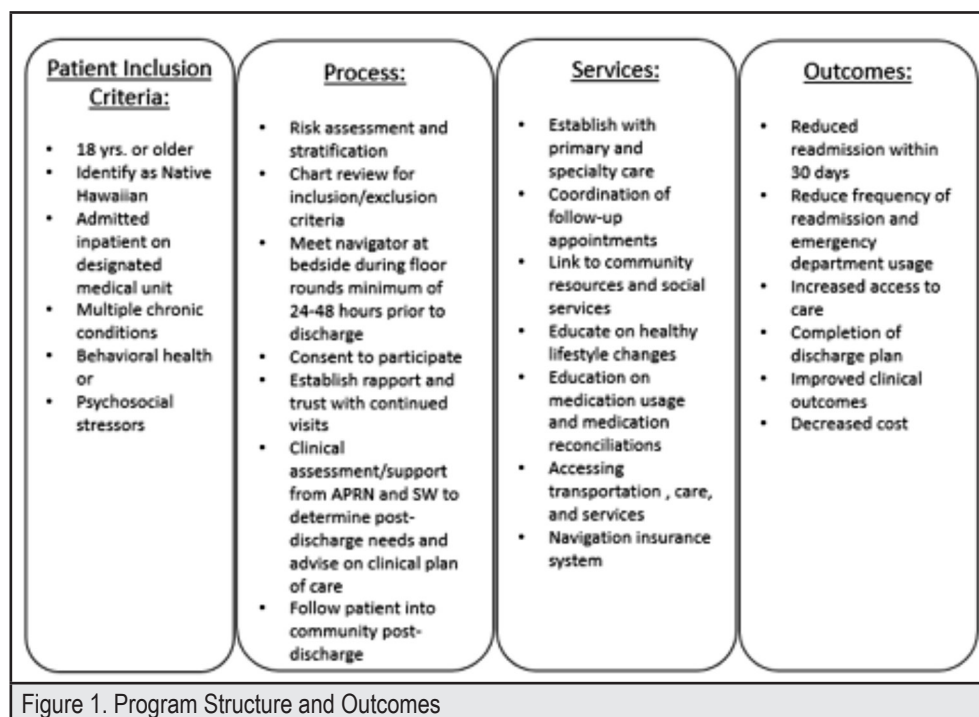 Patient Inclusion
Criteria:
• 18 yrs. or older
• Identify as Native
Hawaiian
• Admitted
inpatient on
designated
medical unit
• Multiple chronic
conditions
• Behavioral health
or
• Psychosocial
stressors
Process:
• Risk assessment and
stratification
• Chart review for
inclusion/exclusion
criteria
• Meet navigator at
bedside during floor
rounds minimum of
24-48 hours prior to
discharge
• Consent to participate
• Establish rapport and
trust with continued
visits
• Clinical
assessment/support
from APRN and SW to
determine post-
discharge needs and
advise on clinical plan
of care
• Follow patient into
community post-
discharge
Services:
• Establish with
primary and
specialty care
• Coordination of
follow-up
appointments
• Link to community
resources and social
services
• Educate on healthy
lifestyle changes
• Education on
medication usage
and medication
reconciliations
• Accessing
transportation , care,
and services
• Navigation insurance
system
Outcomes:
• Reduced
readmission within
30 days
• Reduce frequency of
readmission and
emergency
department usage
• Increased access to
care
• Completion of
discharge plan
• Improved clinical
outcomes
• Decreased cost
Figure 1. Program Structure and Outcomes